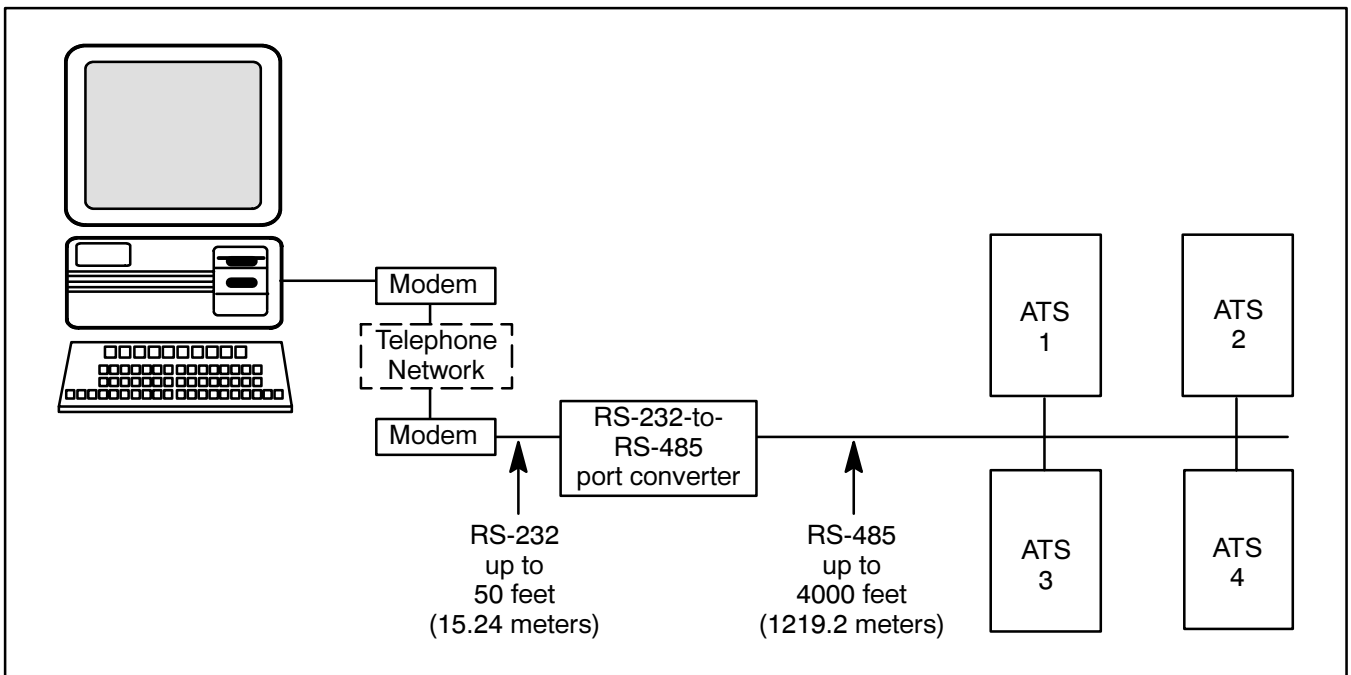 Modem
Telephone
Network
Modem
RS-232-to-
RS-485
port converter
RS-232
up to
50 feet
(15.24 meters)
RS-485
up to
4000 feet
(1219.2 meters)
ATS
1
ATS
2
ATS
3
ATS
4